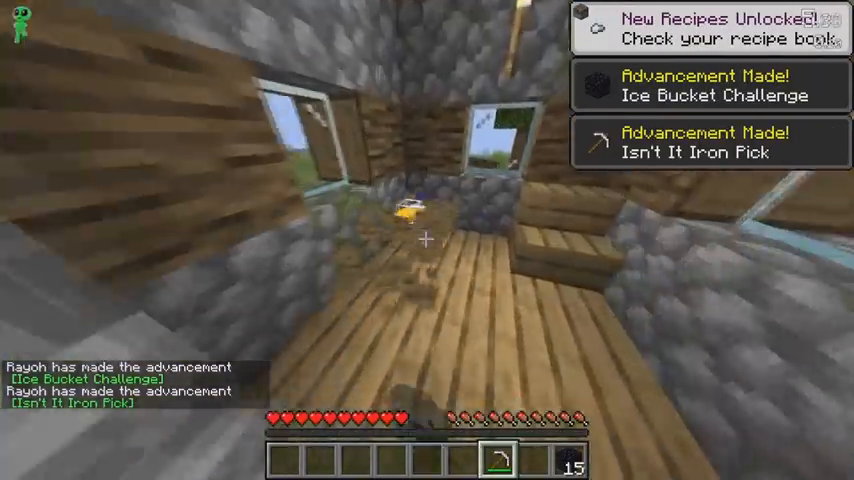 New Recipes Unlocked!
Check your recipe book
Advancement Made!
Ice Bucket Challenge
Advancement Made!
Isn't It Iron Pick
Rayoh has made the advancement
[Ice Bucket Challenge]
Rayoh has made the advancement
[Isn't It Iron Pick]
15